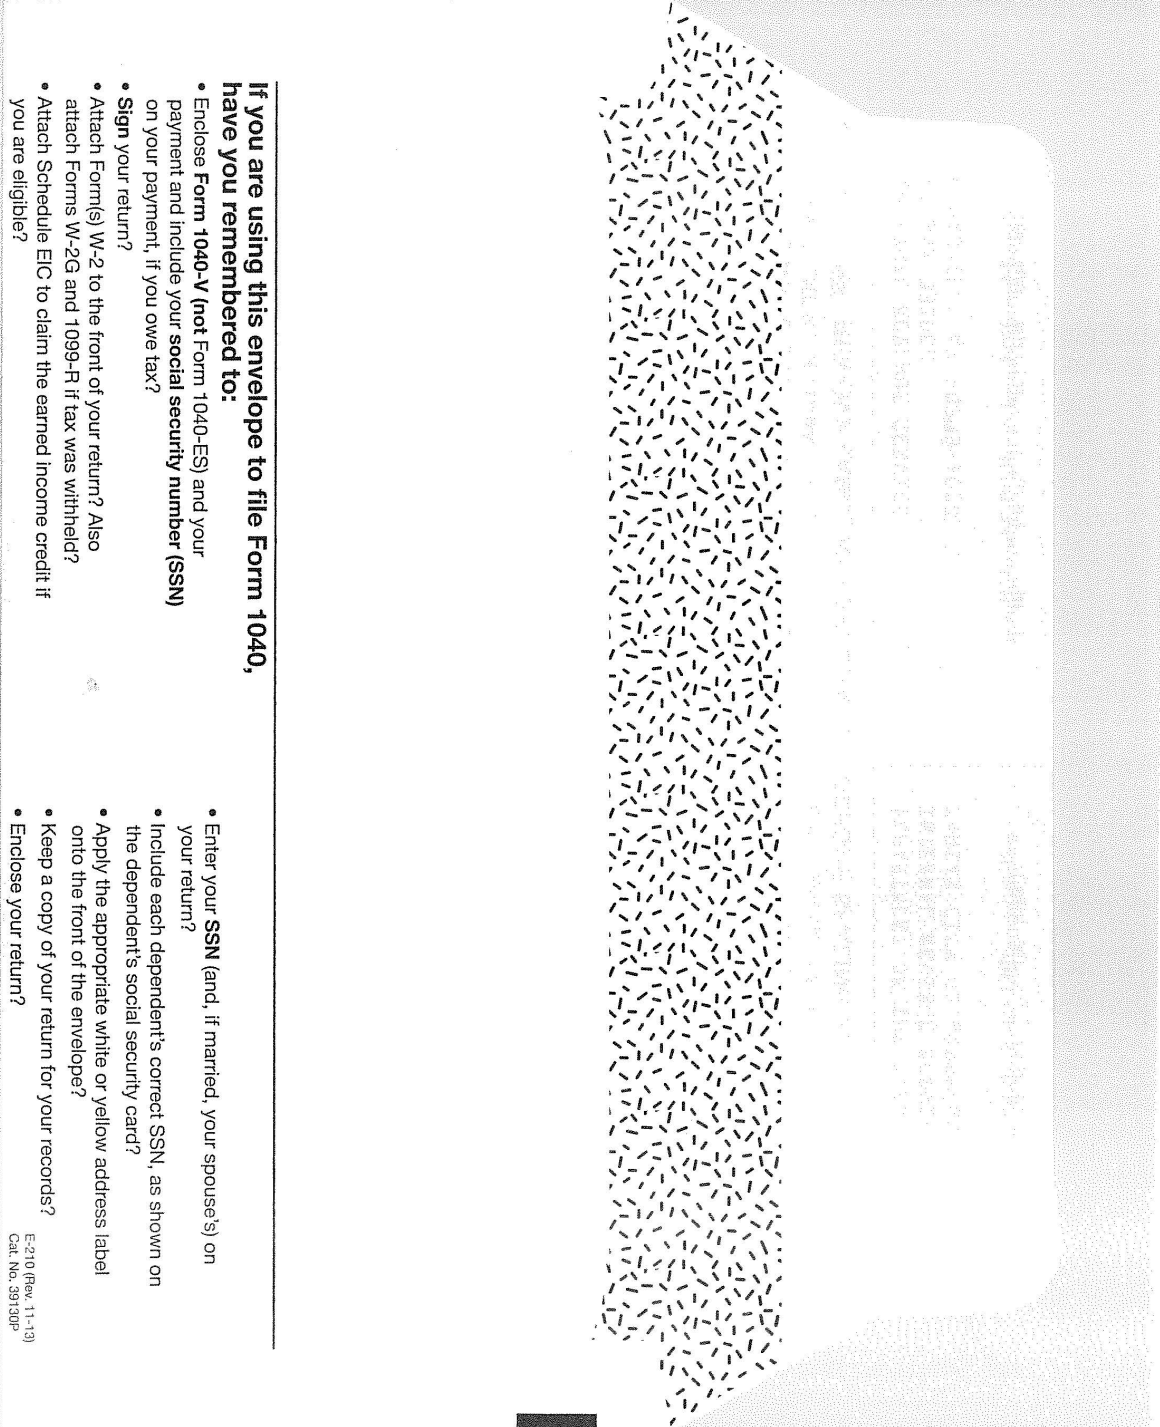 If you are using this envelope to file Form 1040,
have you remembered to:
• Enclose Form 1040-V (not Form 1040-ES) and your
payment and include your social security number (SSN)
on your payment, if you owe tax?
• Sign your return?
• Attach Form(s) W-2 to the front of your return? Also
attach Forms W-2G and 1099-R if tax was withheld?
• Attach Schedule EIC to claim the earned income credit if
you are eligible?
• Enter your SSN (and, if married, your spouse's) on
your return?
• Include each dependent's correct SSN, as shown on
the dependent's social security card?
• Apply the appropriate white or yellow address label
onto the front of the envelope?
• Keep a copy of your return for your records?
• Enclose your return?
E-210 (Rev. 11-13)
Cat. No. 39130P